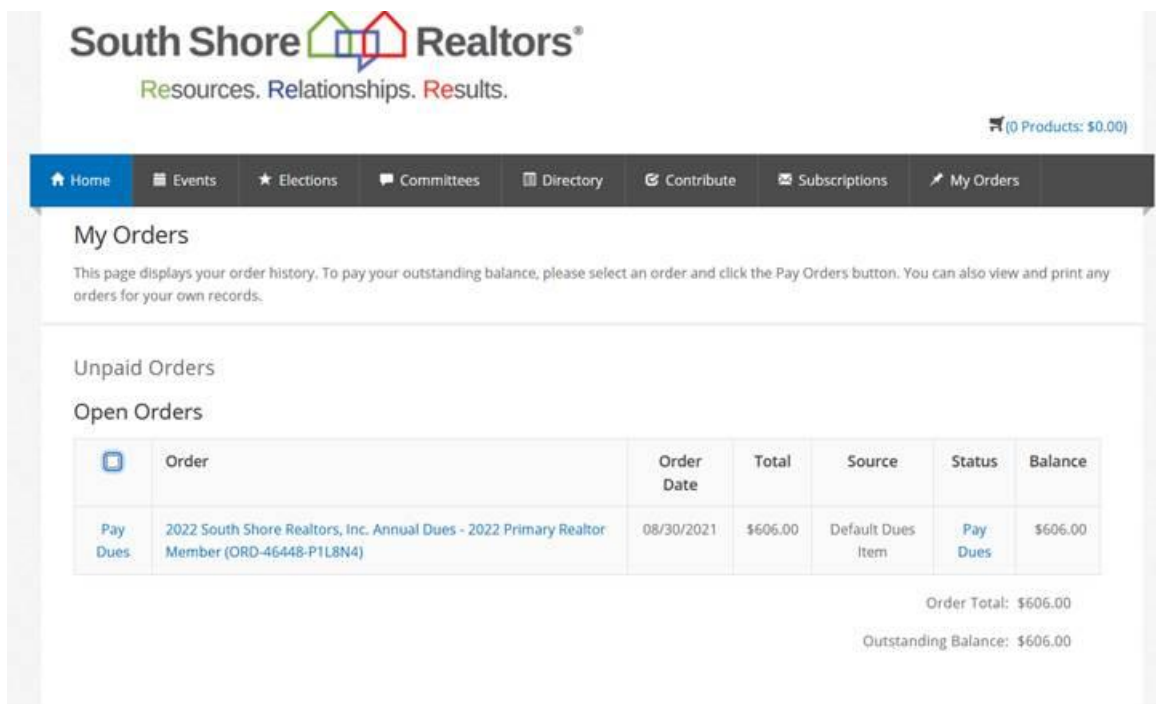 South Shore Realtors®
Resources. Relationships. Results.
(0 Products: $0.00)
Home Events Elections Committees Directory Contribute Subscriptions My Orders
My Orders
This page displays your order history. To pay your outstanding balance, please select an order and click the Pay Orders button. You can also view and print any
orders for your own records.
Unpaid Orders
Open Orders
Order Order Total Source Status Balance
Date
Pay 2022 South Shore Realtors, Inc. Annual Dues - 2022 Primary Realtor 08/30/2021 $606.00 Default Dues Pay $606.00
Dues Member (ORD-46448-P1L8N4) Item Dues
Order Total: $606.00
Outstanding Balance: $606.00